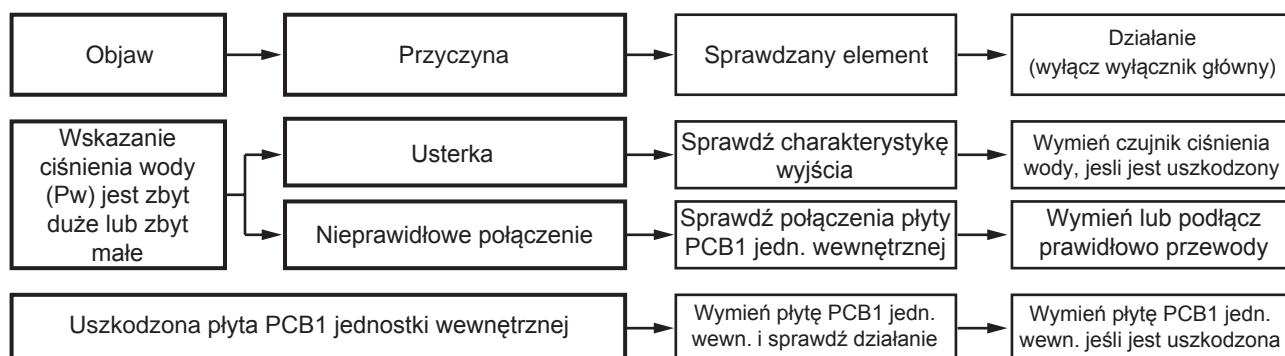 Objaw
Przyczyna
Sprawdzany element
Działanie
(wyłącz wyłącznik główny)
Wskazanie
ciśnienia wody
(Pw) jest zbyt
duże lub zbyt
małe
Usterka
Sprawdź charakterystykę
wyjścia
Wymień czujnik ciśnienia
wody, jesli jest uszkodzony
Nieprawidłowe połączenie
Sprawdź połączenia płyty
PCB1 jedn. wewnętrznej
Wymień lub podłącz
prawidłowo przewody
Uszkodzona płyta PCB1 jednostki wewnętrznej
Wymień płytę PCB1 jedn.
wewn. i sprawdź działanie
Wymień płytę PCB1 jedn.
wewn. jeśli jest uszkodzona